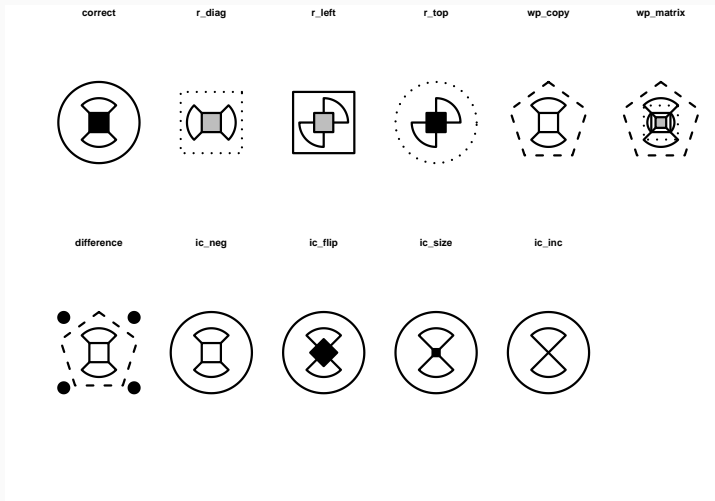 correct r_diag r_left r_top wp_copy wp_matrix
difference ic_neg ic_flip ic_size ic_inc